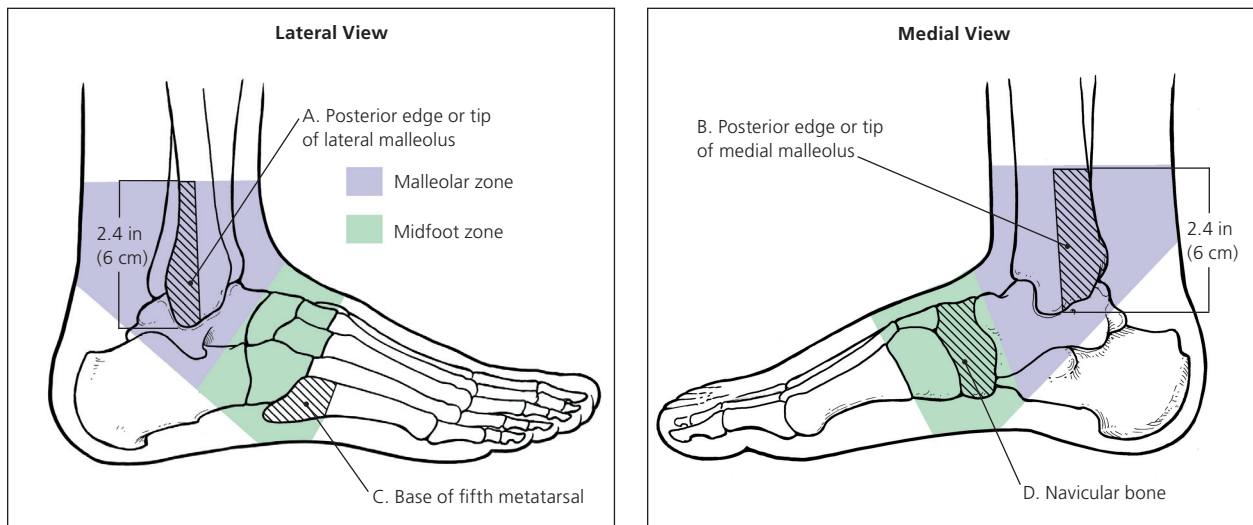 Lateral View
A. Posterior edge or tip
of lateral malleolus
Malleolar zone
Midfoot zone
2.4 in
(6 cm)
C. Base of fifth metatarsal
Medial View
B. Posterior edge or tip
of medial malleolus
2.4 in
(6 cm)
D. Navicular bone